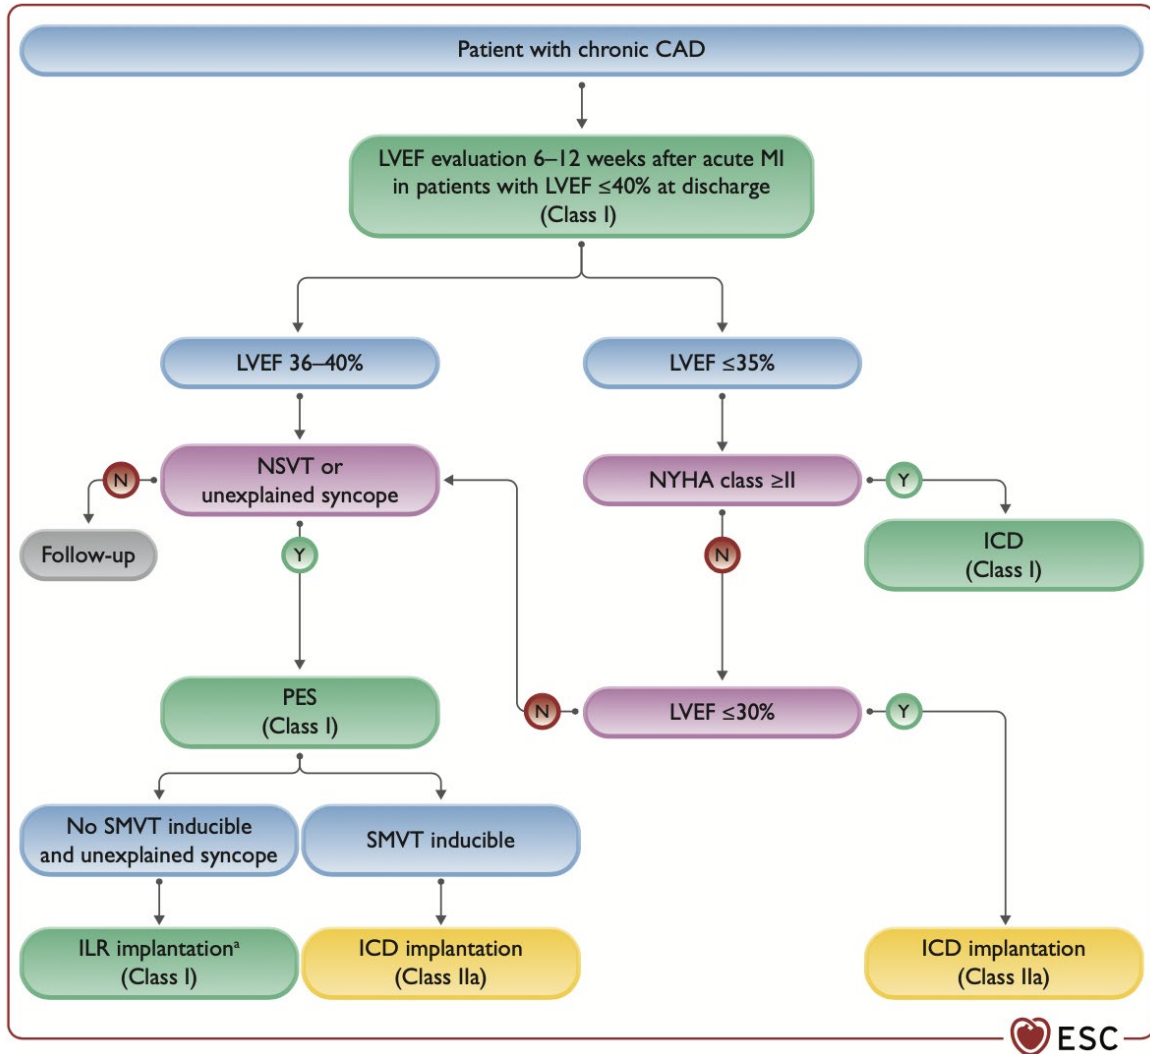 Patient with chronic CAD
LVEF evaluation 6–12 weeks after acute MI
in patients with LVEF ≤40% at discharge
(Class I)
LVEF 36–40%
LVEF ≤35%
NSVT or
unexplained syncope
N
Y
Follow-up
NYHA class ≥II
Y
N
ICD
(Class I)
PES
(Class I)
N
LVEF ≤30%
Y
No SMVT inducible
and unexplained syncope
SMVT inducible
ILR implantationᵃ
(Class I)
ICD implantation
(Class IIa)
ICD implantation
(Class IIa)
ESC